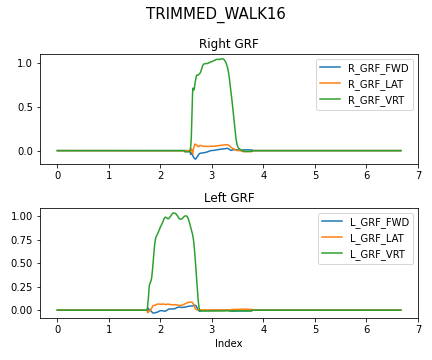 TRIMMED_WALK16
Right GRF
1.0
0.5
0.0
R_GRF_FWD
R_GRF_LAT
R_GRF_VRT
0 1 2 3 4 5 6 7
Left GRF
1.00
0.75
0.50
0.25
0.00
L_GRF_FWD
L_GRF_LAT
L_GRF_VRT
0 1 2 3 4 5 6 7
Index